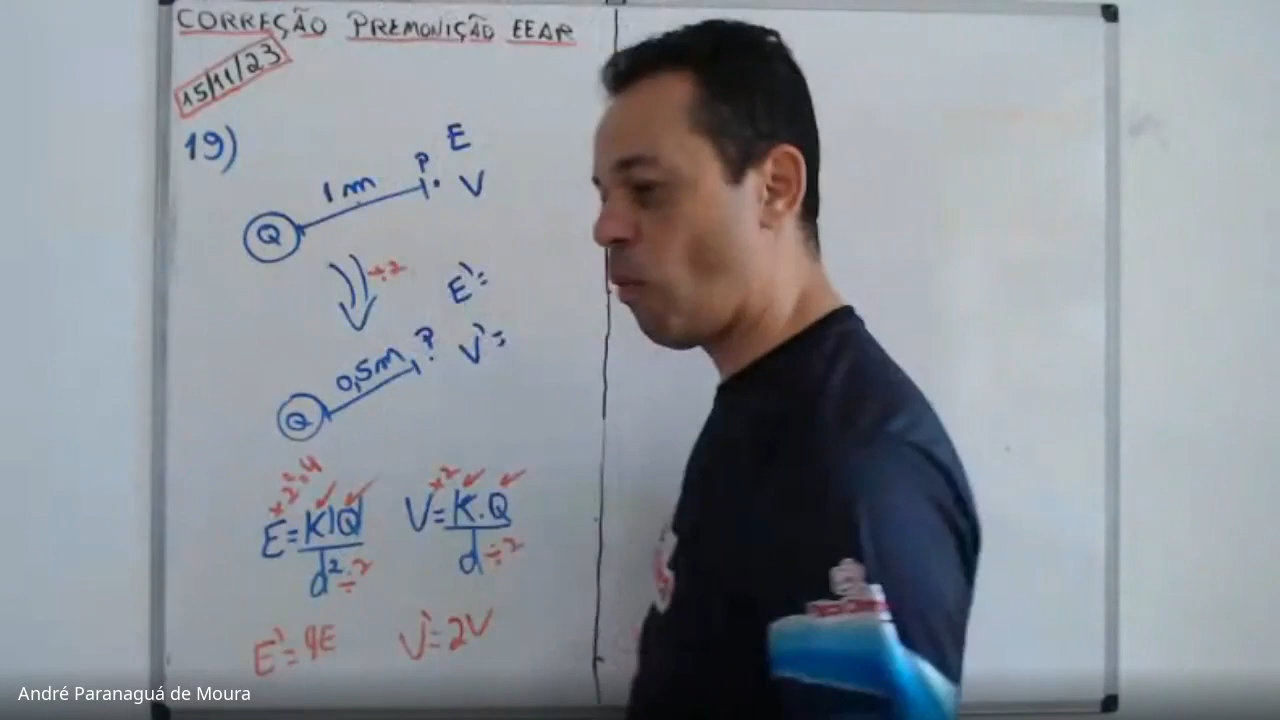 CORREÇÃO PREMONIÇÃO EEAR
15/11/23
19)
1 m
P
E
V
Q
÷2
E'=
V'=
0,5m
P
Q
×2²=4
E=K|Q|
d² ÷2
×2
V=K.Q
d ÷2
E'=4E
V'=2V
André Paranaguá de Moura